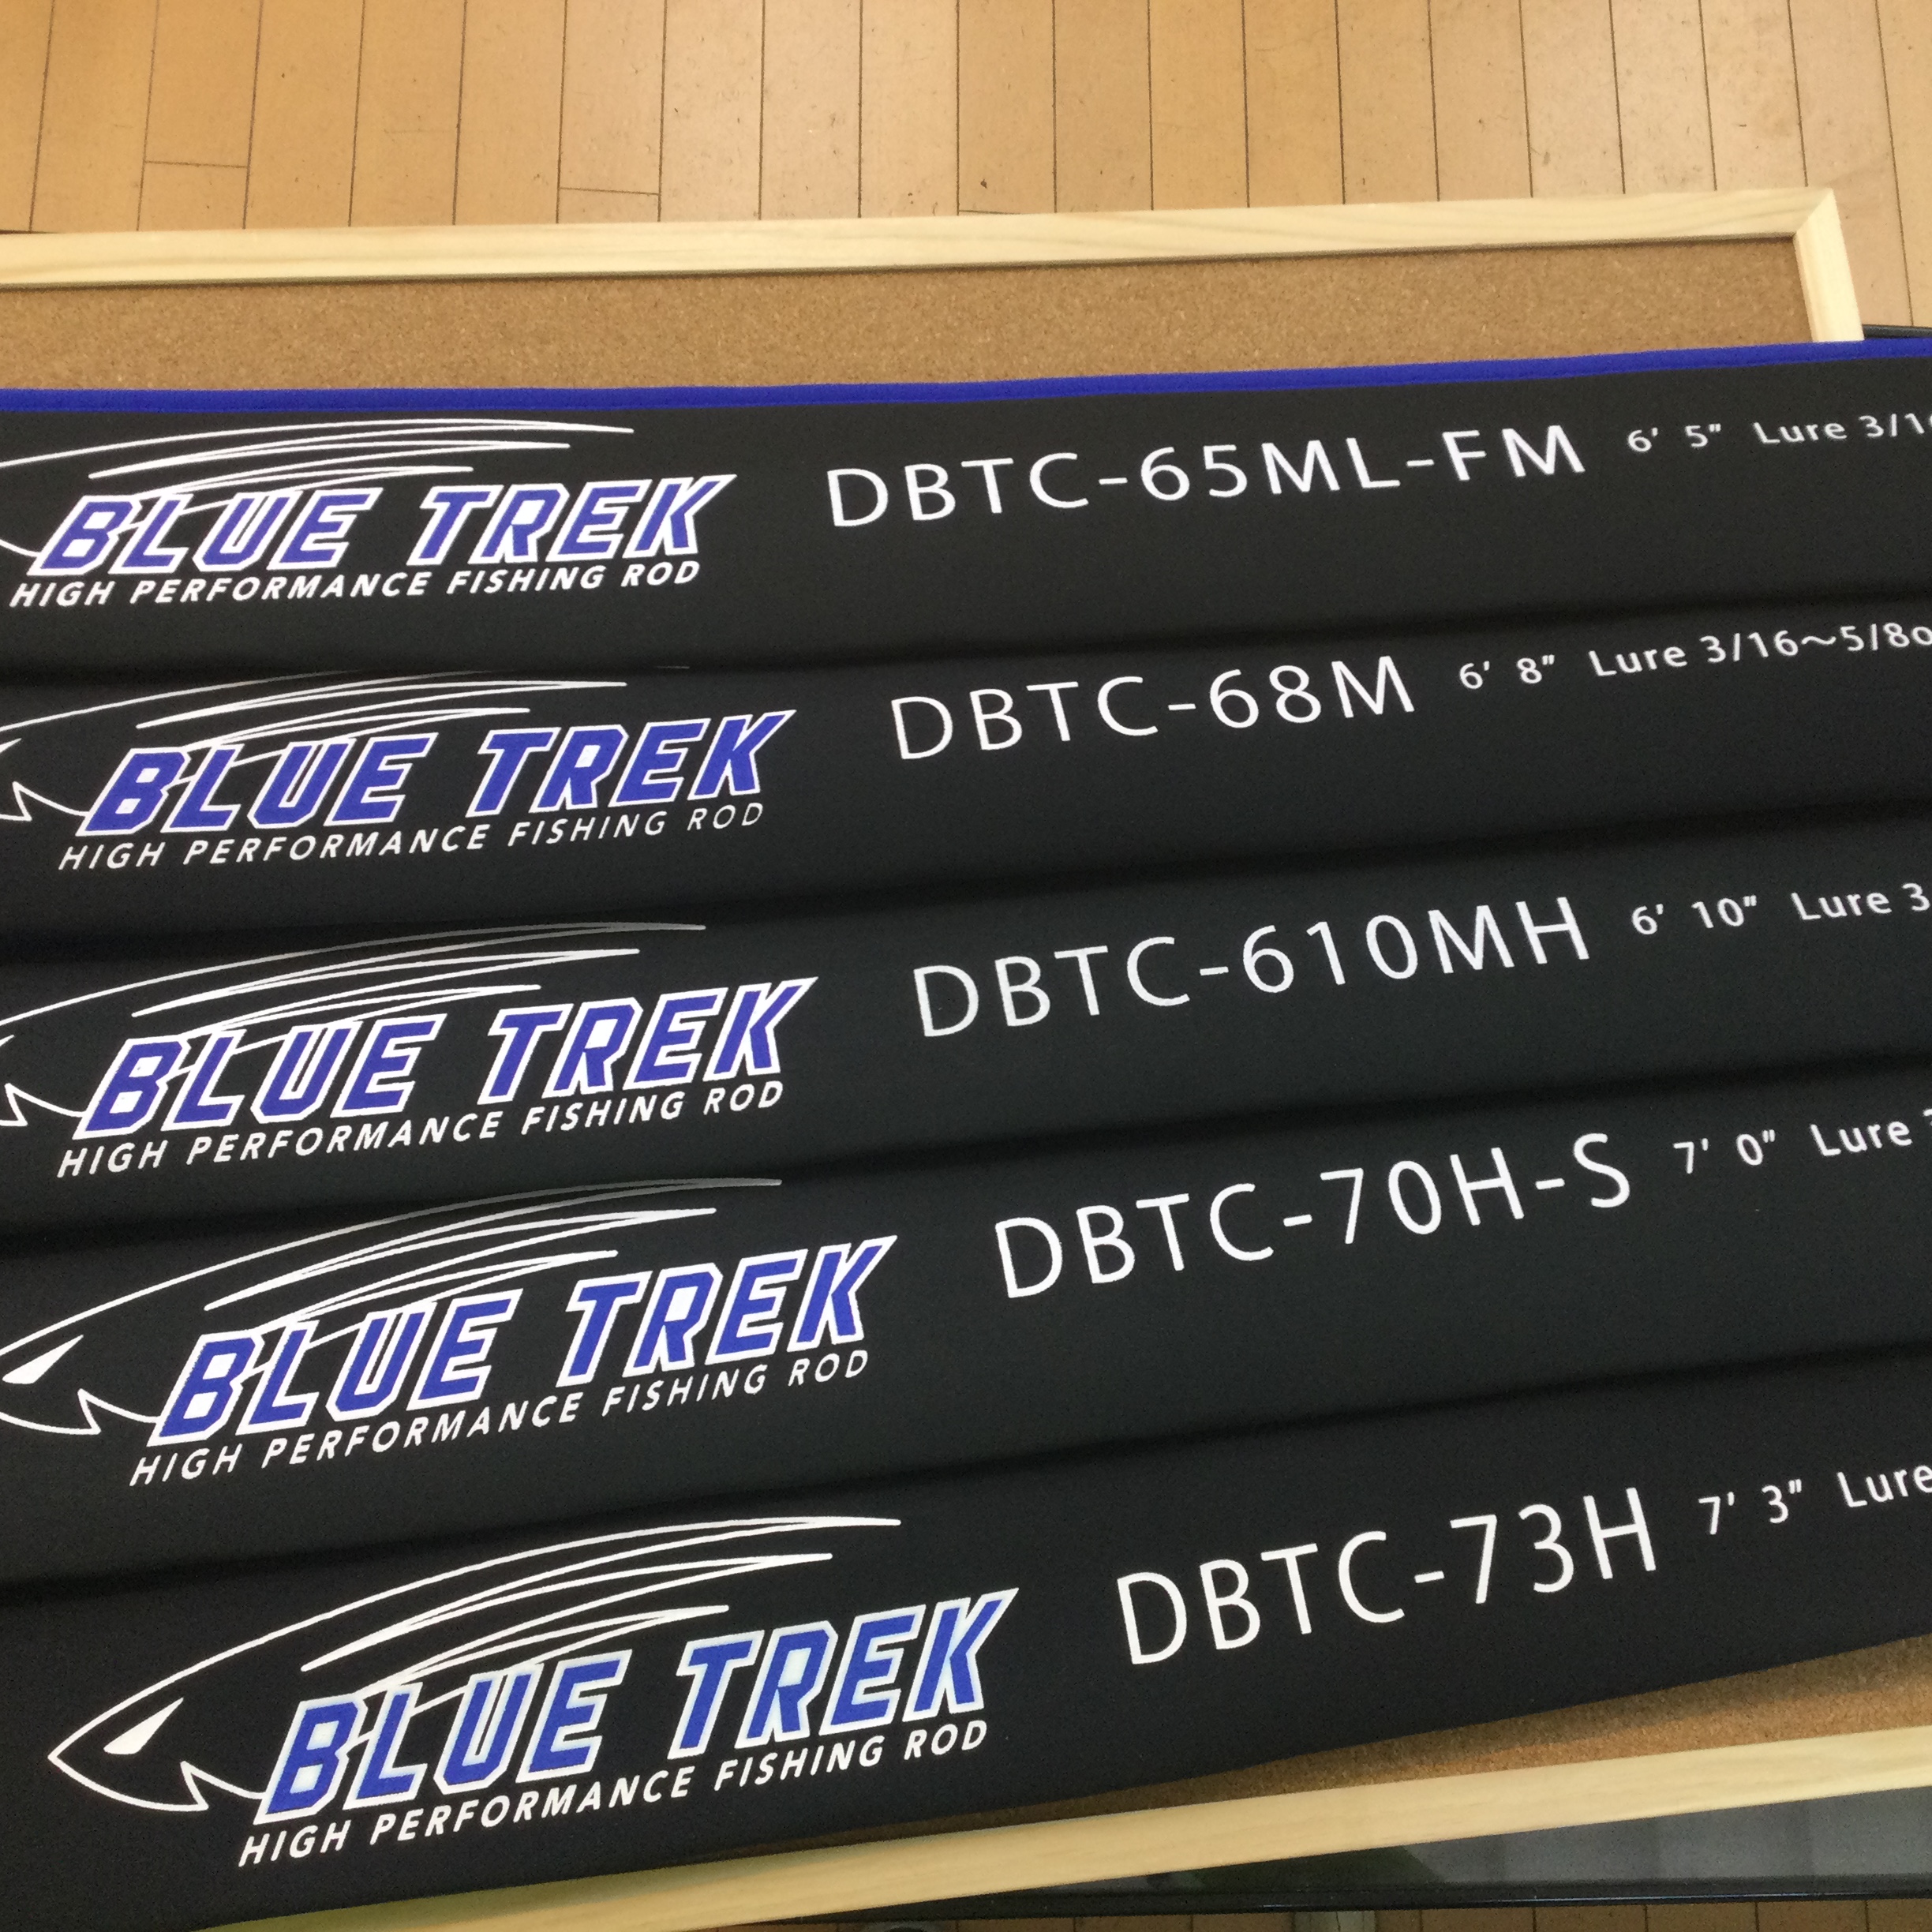 BLUE TREK
HIGH PERFORMANCE FISHING ROD
DBTC-65ML-FM 6' 5" Lure
BLUE TREK
HIGH PERFORMANCE FISHING ROD
DBTC-68M 6' 8" Lure 3/16～5/8o
BLUE TREK
HIGH PERFORMANCE FISHING ROD
DBTC-610MH 6' 10" Lure 3
BLUE TREK
HIGH PERFORMANCE FISHING ROD
DBTC-70H-S 7' 0" Lure
BLUE TREK
HIGH PERFORMANCE FISHING ROD
DBTC-73H 7' 3" Lure